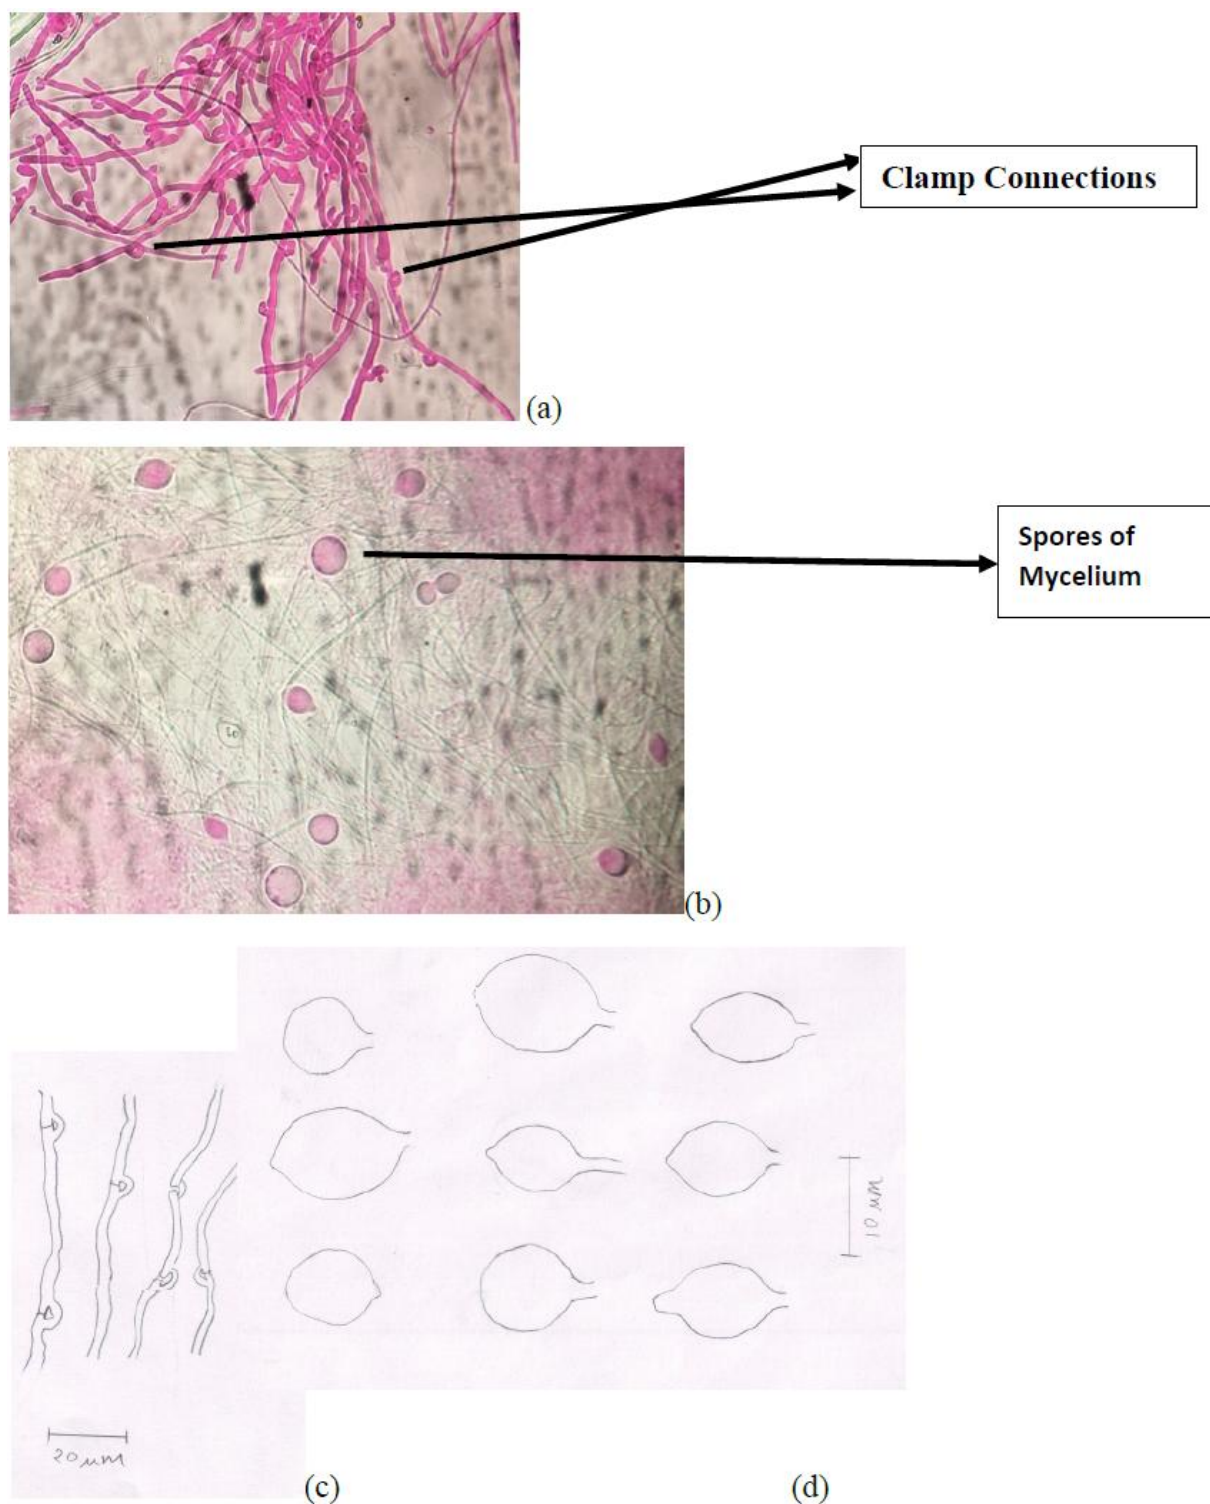 Clamp Connections
(a)
Spores of
Mycelium
(b)
10 μm
20 μm
(c)
(d)